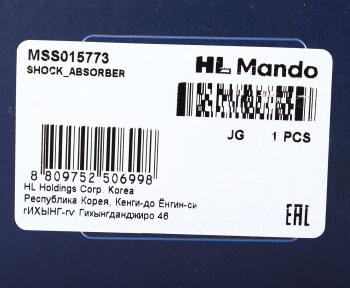 MSS015773
SHOCK_ABSORBER
HL Mando
JG 1 PCS
8 809752 506998
HL Holdings Corp. Korea
Республика Корея, Кенги-до Ёнгин-си
гИХЫНГ-гу Гихынгданджиро 46
EAC